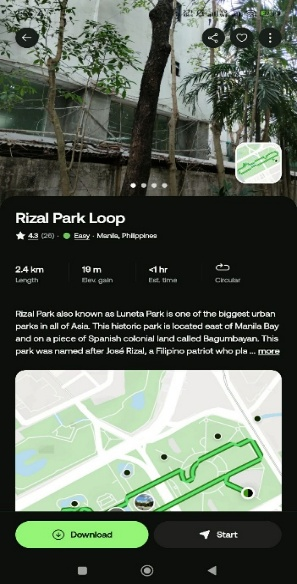 Rizal Park Loop
4.3 (26) · Easy · Manila, Philippines
2.4 km 19 m <1 hr
Length Elev. gain Est. time Circular
Rizal Park also known as Luneta Park is one of the biggest urban
parks in all of Asia. This historic park is located east of Manila Bay
and on a piece of Spanish colonial land called Bagumbayan. This
park was named after José Rizal, a Filipino patriot who pla ... more
Download Start